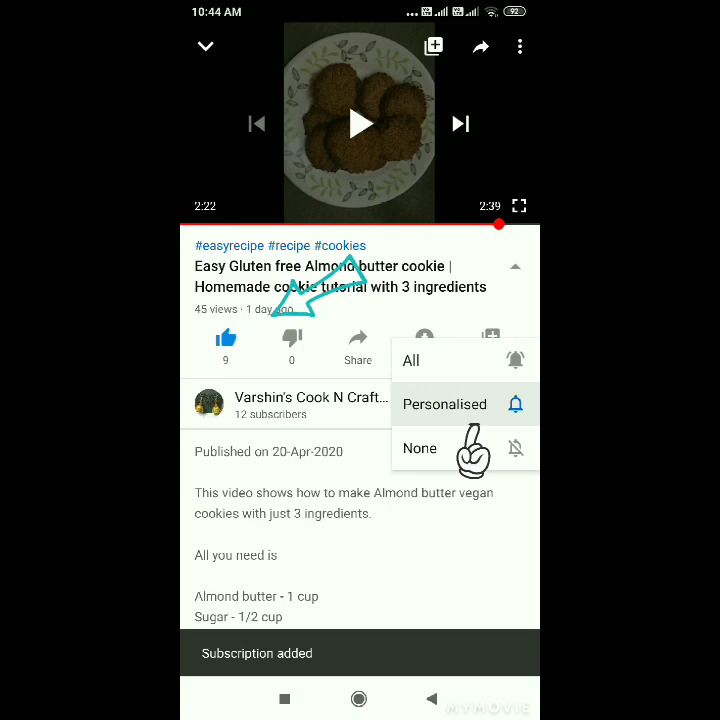 10:44 AM
92
2:22
2:39
#easyrecipe #recipe #cookies
Easy Gluten free Almond butter cookie |
Homemade cookie tutorial with 3 ingredients
45 views · 1 day ago
9
0
Share
All
Personalised
None
Varshin's Cook N Craft...
12 subscribers
Published on 20-Apr-2020
This video shows how to make Almond butter vegan
cookies with just 3 ingredients.
All you need is
Almond butter - 1 cup
Sugar - 1/2 cup
Subscription added
MYMOVIE